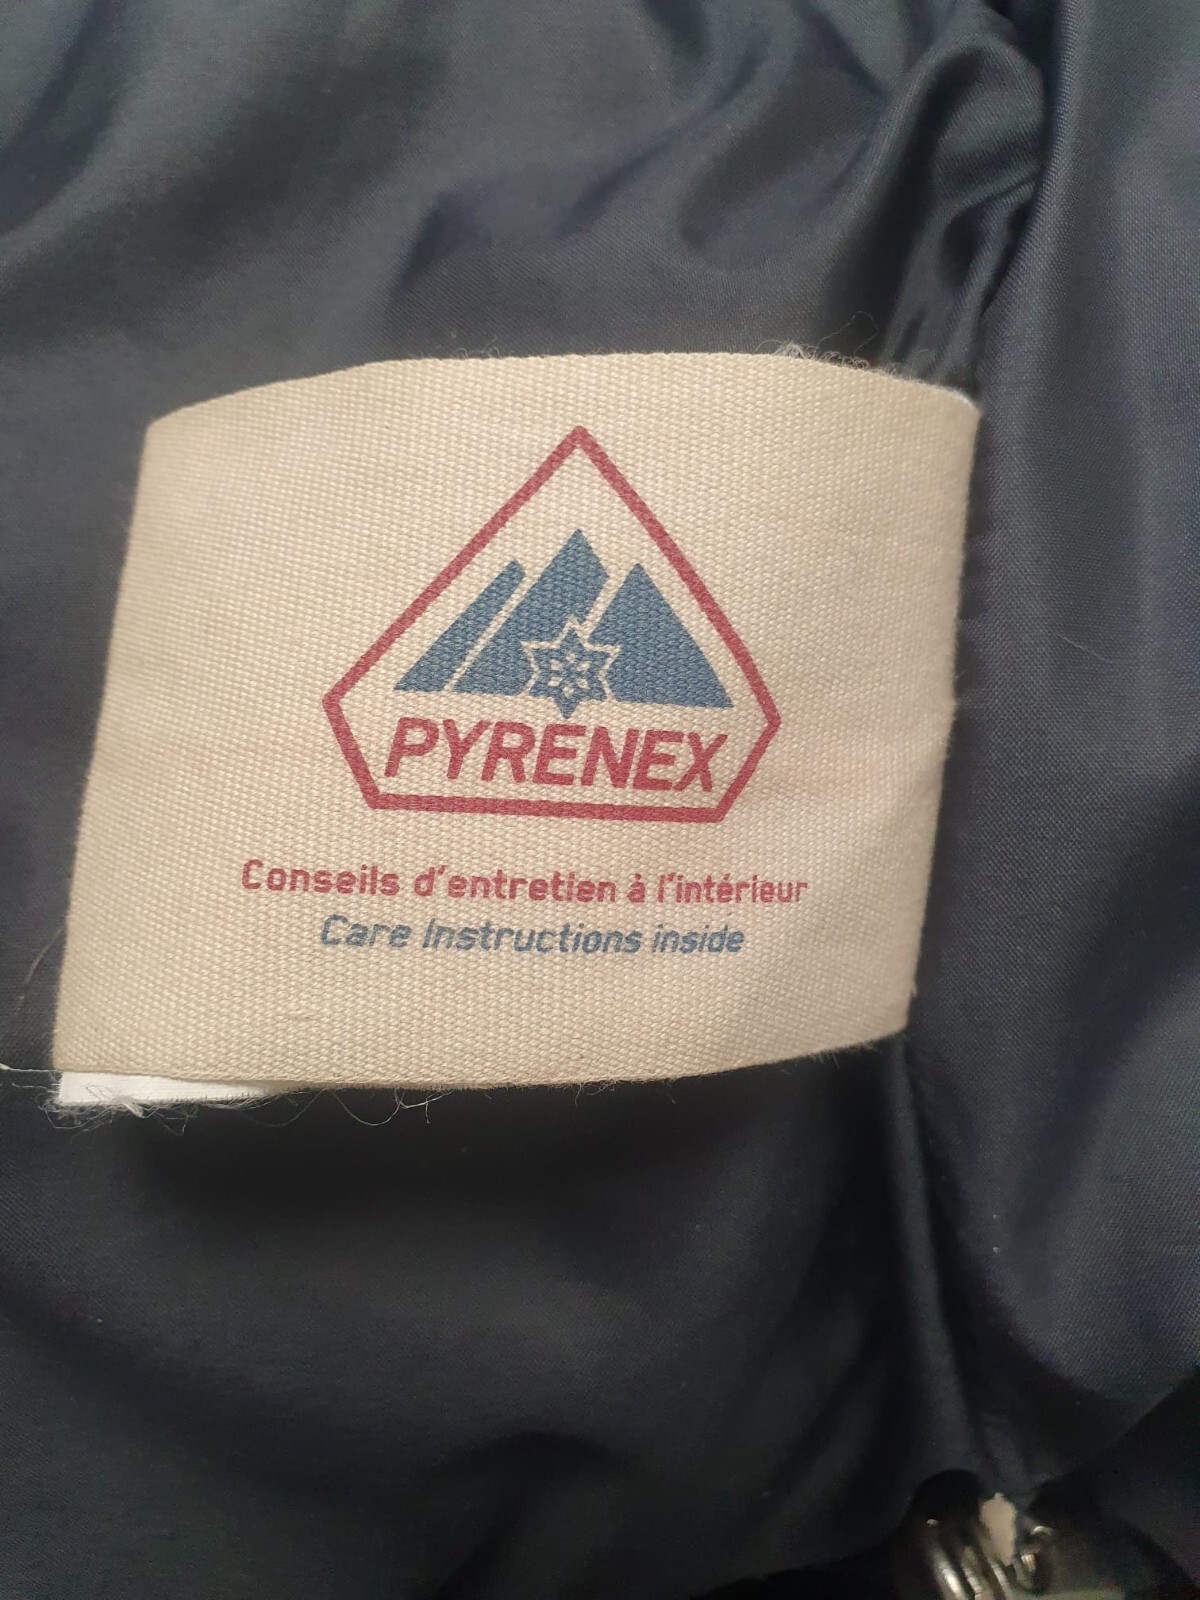 PYRENEX
Conseils d'entretien à l'intérieur
Care Instructions inside